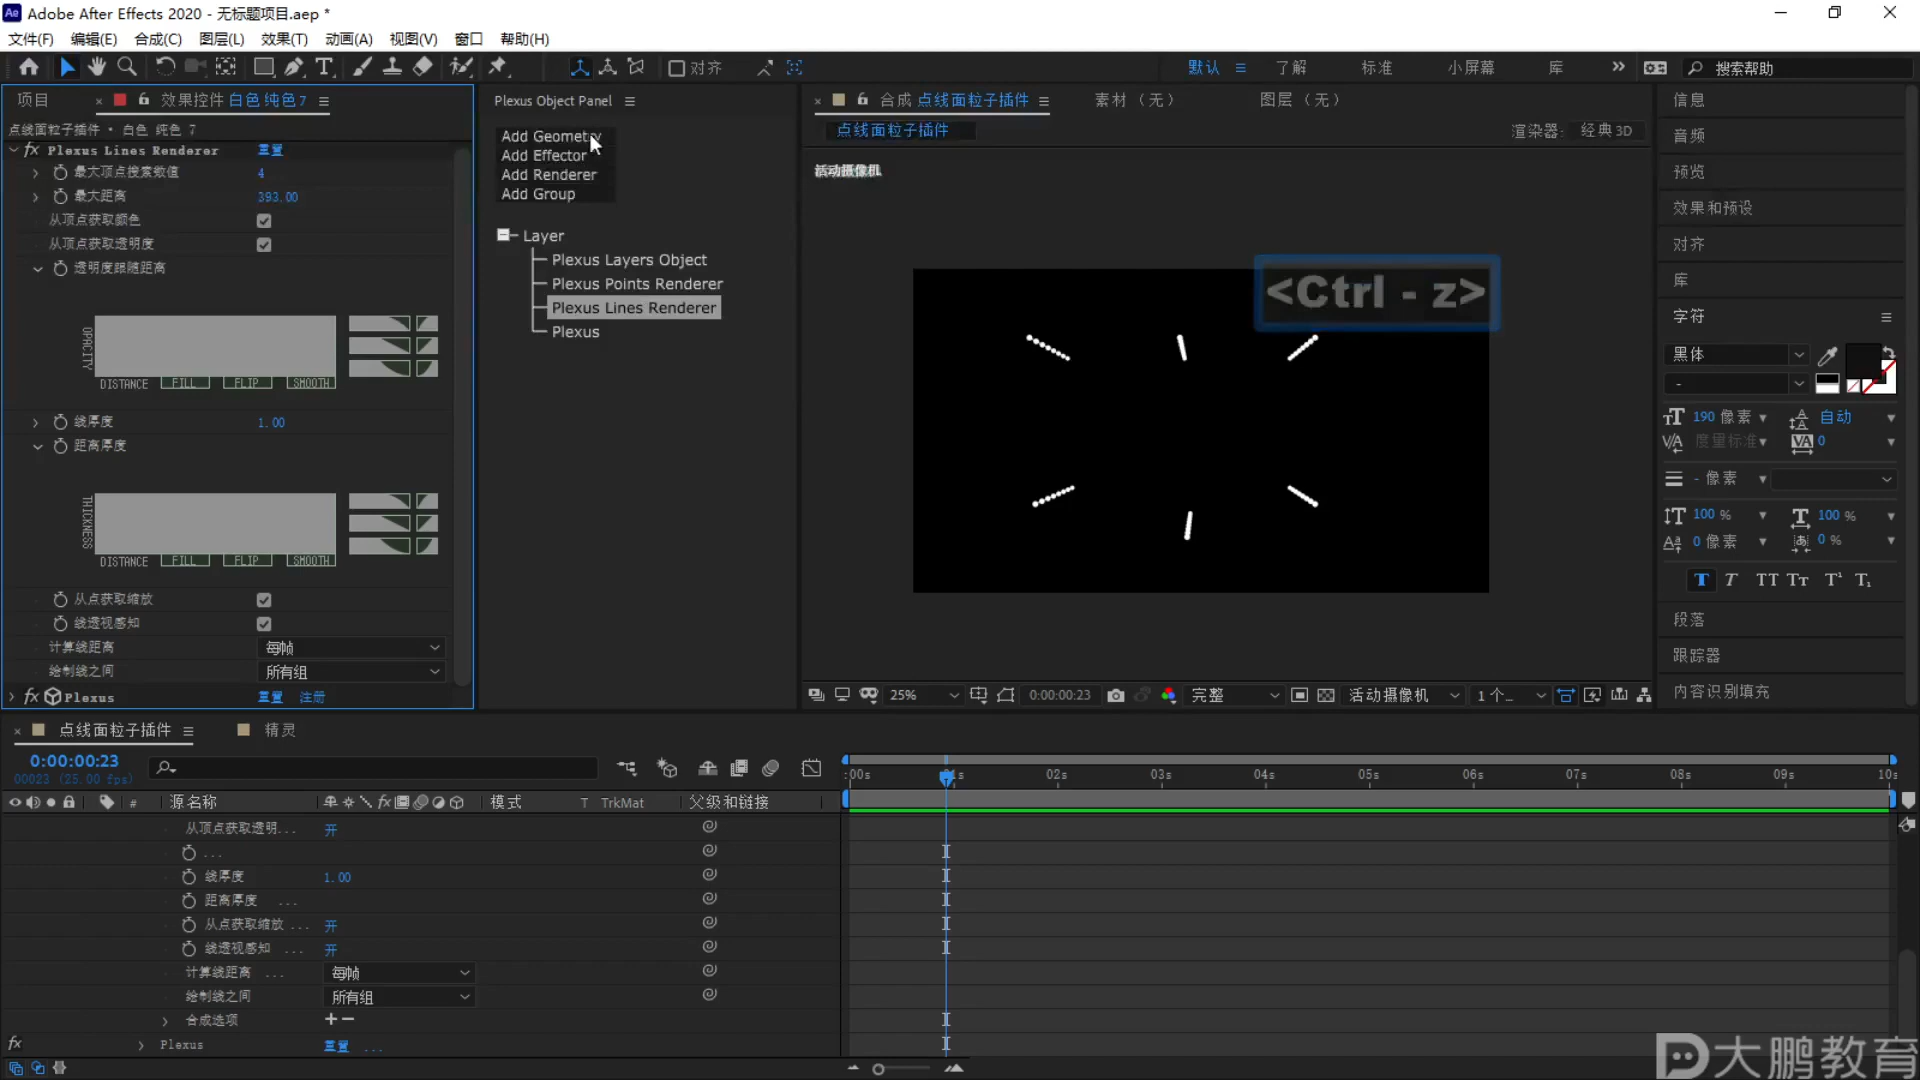 Adobe After Effects 2020 - 无标题项目.aep *
文件(F) 编辑(E) 合成(C) 图层(L) 效果(T) 动画(A) 视图(V) 窗口 帮助(H)
对齐 默认 了解 标准 小屏幕 库 搜索帮助
项目 效果控件 白色 纯色 7
点线面粒子插件 • 白色 纯色 7
fx Plexus Lines Renderer 重置
最大顶点搜索数值 4
最大距离 393.00
从顶点获取颜色
从顶点获取透明度
透明度跟随距离
OPACITY
DISTANCE FILL FLIP SMOOTH
线厚度 1.00
距离厚度
THICKNESS
DISTANCE FILL FLIP SMOOTH
从点获取缩放
线透视感知
计算线距离 每帧
绘制线之间 所有组
fx Plexus 重置 注册
Plexus Object Panel
Add Geometry
Add Effector
Add Renderer
Add Group
Layer
Plexus Layers Object
Plexus Points Renderer
Plexus Lines Renderer
Plexus
合成 点线面粒子插件 素材 (无) 图层 (无)
点线面粒子插件 渲染器: 经典 3D
活动摄像机
<Ctrl - z>
25% 0:00:00:23 完整 活动摄像机 1 个...
信息
音频
预览
效果和预设
对齐
库
字符
黑体
-
190 像素 自动
度量标准 0
- 像素
100 % 100 %
0 像素 0 %
T T TT Tт T¹ T₁
段落
跟踪器
内容识别填充
点线面粒子插件 精灵
0:00:00:23
00023 (25.00 fps)
:00s 1s 02s 03s 04s 05s 06s 07s 08s 09s 10s
# 源名称 fx 模式 T TrkMat 父级和链接
从顶点获取透明... 开
...
线厚度 1.00
距离厚度 ...
从点获取缩放 ... 开
线透视感知 ... 开
计算线距离 ... 每帧
绘制线之间 所有组
合成选项 +−
fx Plexus 重置 ...
大鹏教育